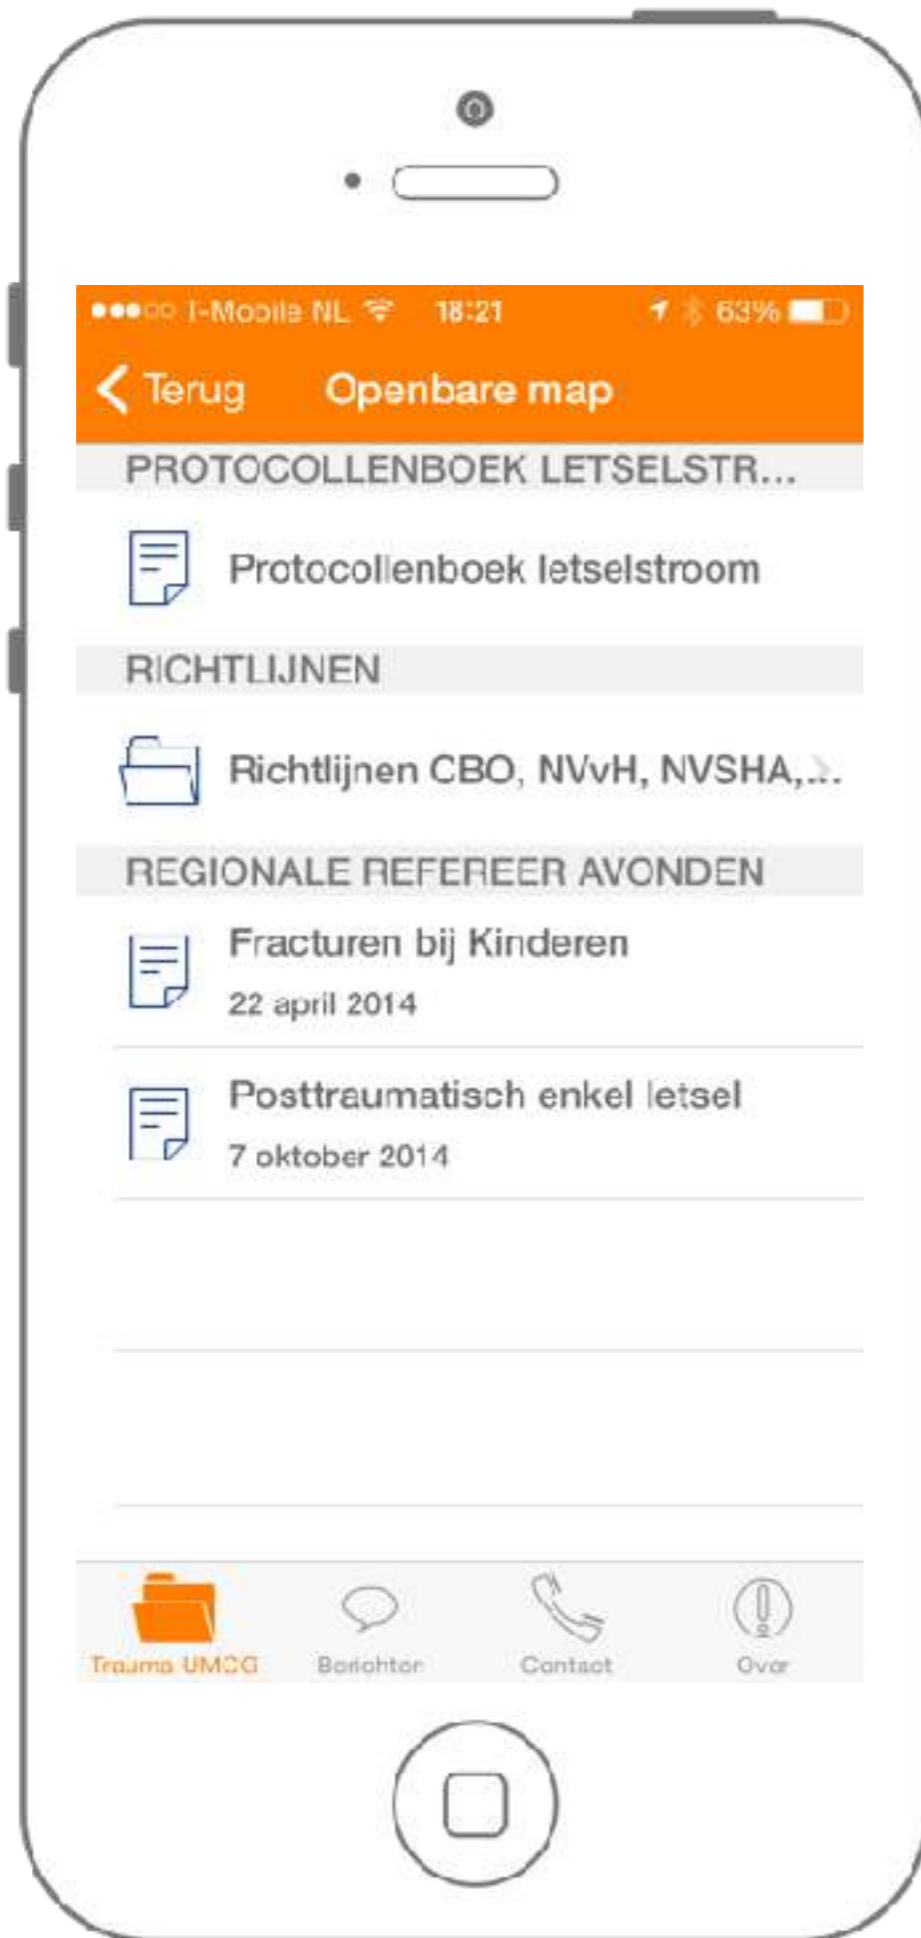 T-Mobile NL 18:21 63%
Terug Openbare map
PROTOCOLLENBOEK LETSELSTR...
Protocollenboek letselstroom
RICHTLIJNEN
Richtlijnen CBO, NVvH, NVSHA,...
REGIONALE REFEREER AVONDEN
Fracturen bij Kinderen
22 april 2014
Posttraumatisch enkel letsel
7 oktober 2014
Trauma UMCG Berichten Contact Over